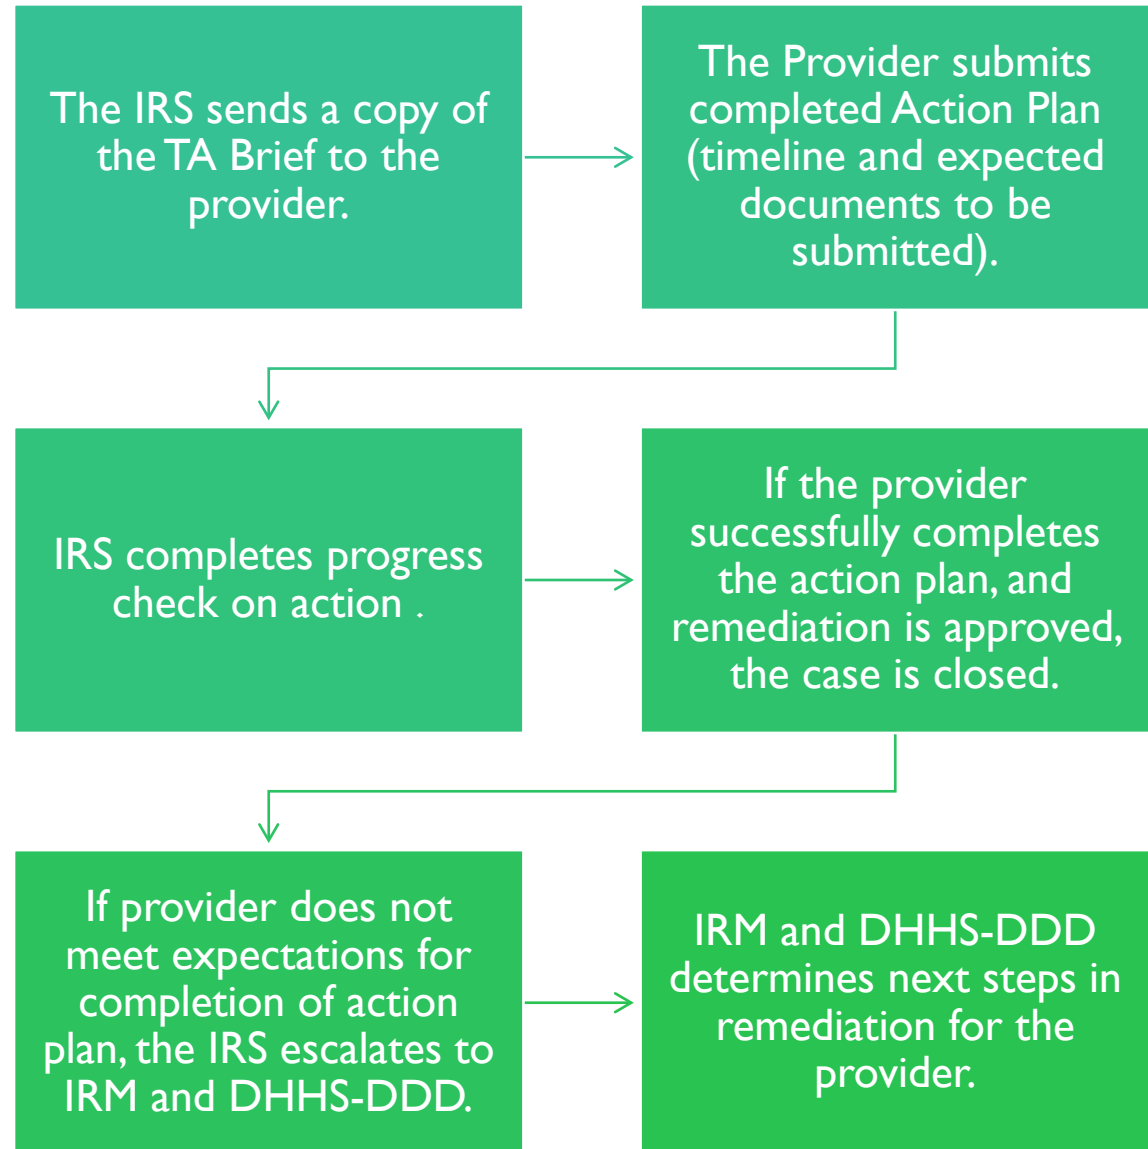 The IRS sends a copy of
the TA Brief to the
provider.
The Provider submits
completed Action Plan
(timeline and expected
documents to be
submitted).
IRS completes progress
check on action .
If the provider
successfully completes
the action plan, and
remediation is approved,
the case is closed.
If provider does not
meet expectations for
completion of action
plan, the IRS escalates to
IRM and DHHS-DDD.
IRM and DHHS-DDD
determines next steps in
remediation for the
provider.